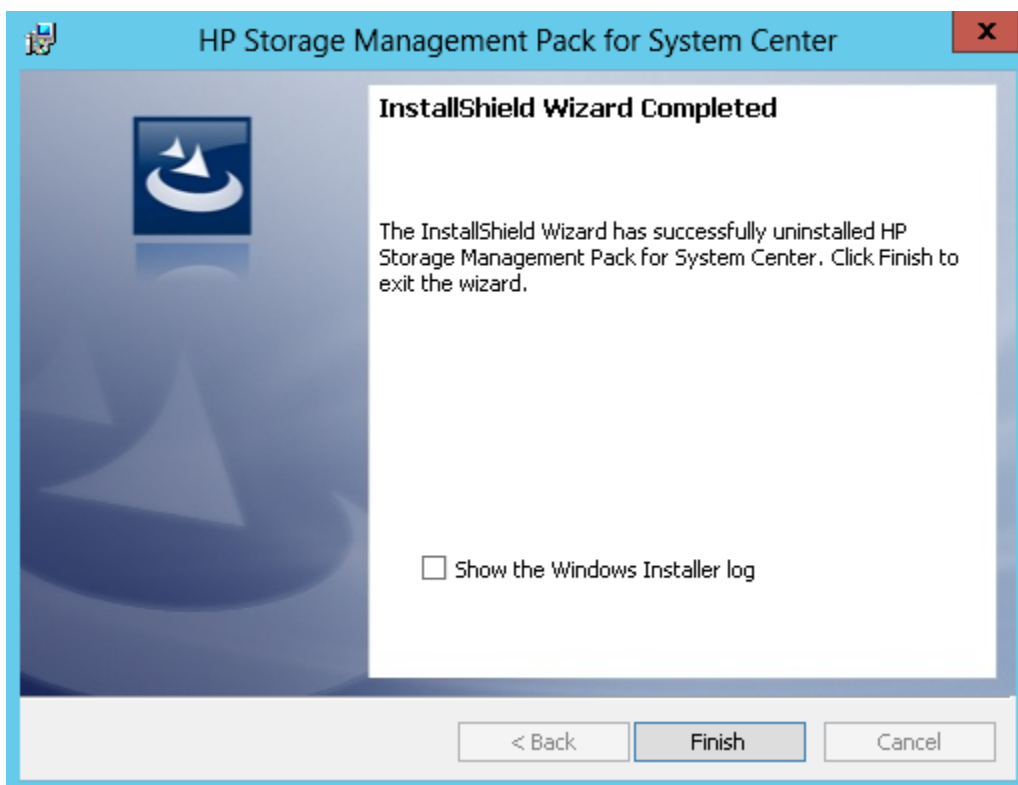 HP Storage Management Pack for System Center
x
InstallShield Wizard Completed
The InstallShield Wizard has successfully uninstalled HP
Storage Management Pack for System Center. Click Finish to
exit the wizard.
Show the Windows Installer log
< Back
Finish
Cancel